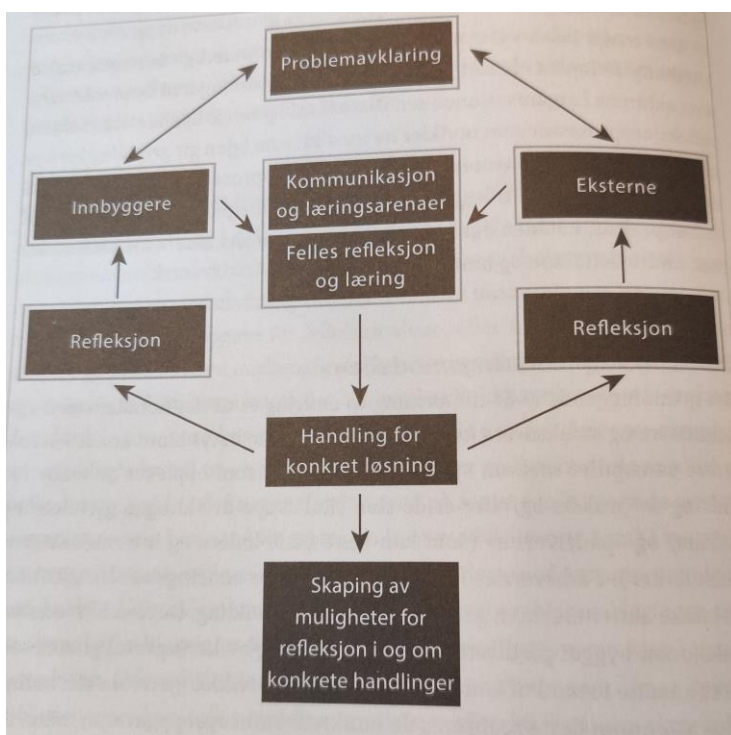 Problemavklaring
Innbyggere
Kommunikasjon
og læringsarenaer
Eksterne
Felles refleksjon
og læring
Refleksjon
Refleksjon
Handling for
konkret løsning
Skaping av
muligheter for
refleksjon i og om
konkrete handlinger